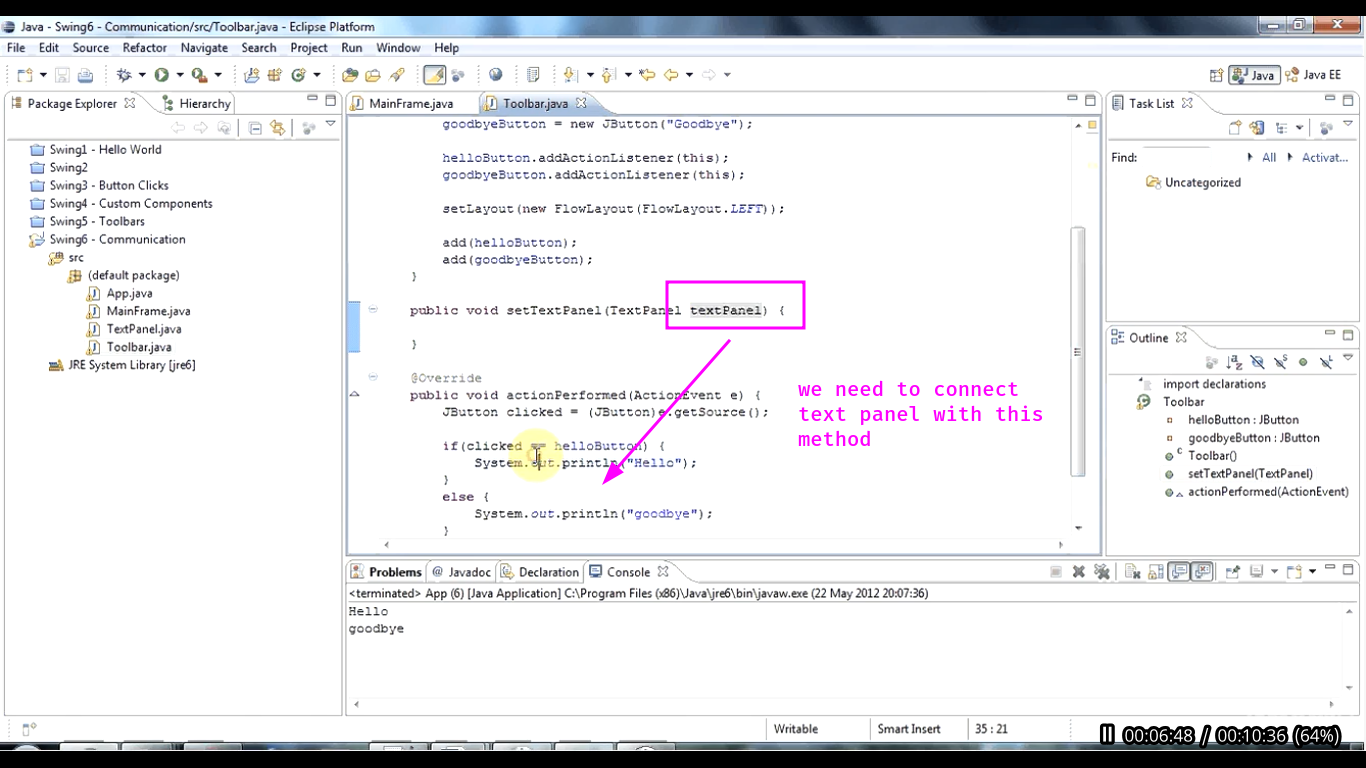 Java - Swing6 - Communication/src/Toolbar.java - Eclipse Platform
File Edit Source Refactor Navigate Search Project Run Window Help
Java Java EE
Package Explorer Hierarchy
Swing1 - Hello World
Swing2
Swing3 - Button Clicks
Swing4 - Custom Components
Swing5 - Toolbars
Swing6 - Communication
src
(default package)
App.java
MainFrame.java
TextPanel.java
Toolbar.java
JRE System Library [jre6]
MainFrame.java Toolbar.java
goodbyeButton = new JButton("Goodbye");
helloButton.addActionListener(this);
goodbyeButton.addActionListener(this);
setLayout(new FlowLayout(FlowLayout.LEFT));
add(helloButton);
add(goodbyeButton);
}
public void setTextPanel(TextPanel textPanel) {
}
@Override
public void actionPerformed(ActionEvent e) {
JButton clicked = (JButton)e.getSource();
if(clicked == helloButton) {
System.out.println("Hello");
}
else {
System.out.println("goodbye");
}
we need to connect
text panel with this
method
Task List
Find: All Activat...
Uncategorized
Outline
import declarations
Toolbar
helloButton : JButton
goodbyeButton : JButton
Toolbar()
setTextPanel(TextPanel)
actionPerformed(ActionEvent)
Problems @ Javadoc Declaration Console
<terminated> App (6) [Java Application] C:\Program Files (x86)\Java\jre6\bin\javaw.exe (22 May 2012 20:07:36)
Hello
goodbye
Writable Smart Insert 35 : 21
00:06:48 / 00:10:36 (64%)